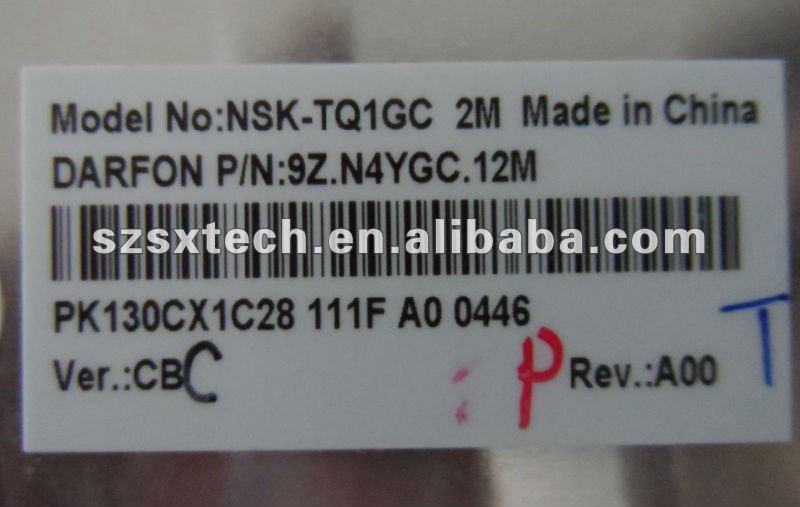 Model No:NSK-TQ1GC 2M Made in China
DARFON P/N:9Z.N4YGC.12M
szsxtech.en.alibaba.com
PK130CX1C28 111F A0 0446
Ver.:CB C P Rev.:A00 T